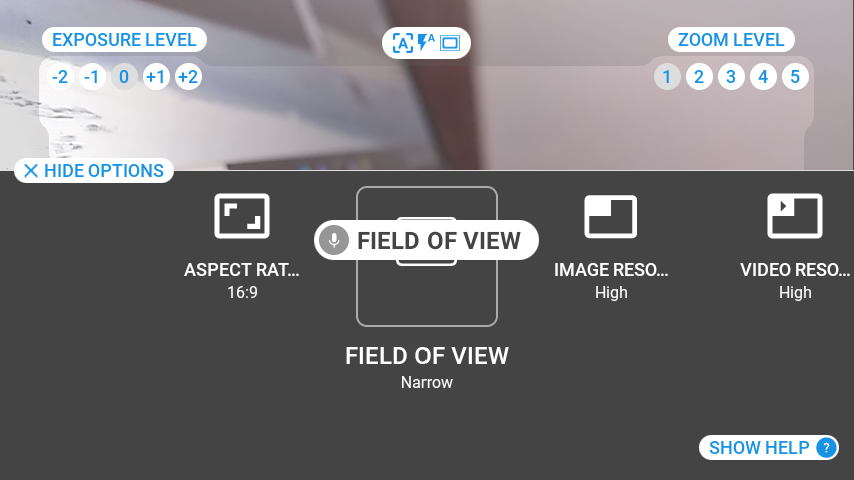 EXPOSURE LEVEL
A A
ZOOM LEVEL
-2 -1 0 +1 +2
1 2 3 4 5
HIDE OPTIONS
FIELD OF VIEW
ASPECT RAT...
16:9
IMAGE RESO...
High
VIDEO RESO...
High
FIELD OF VIEW
Narrow
SHOW HELP ?